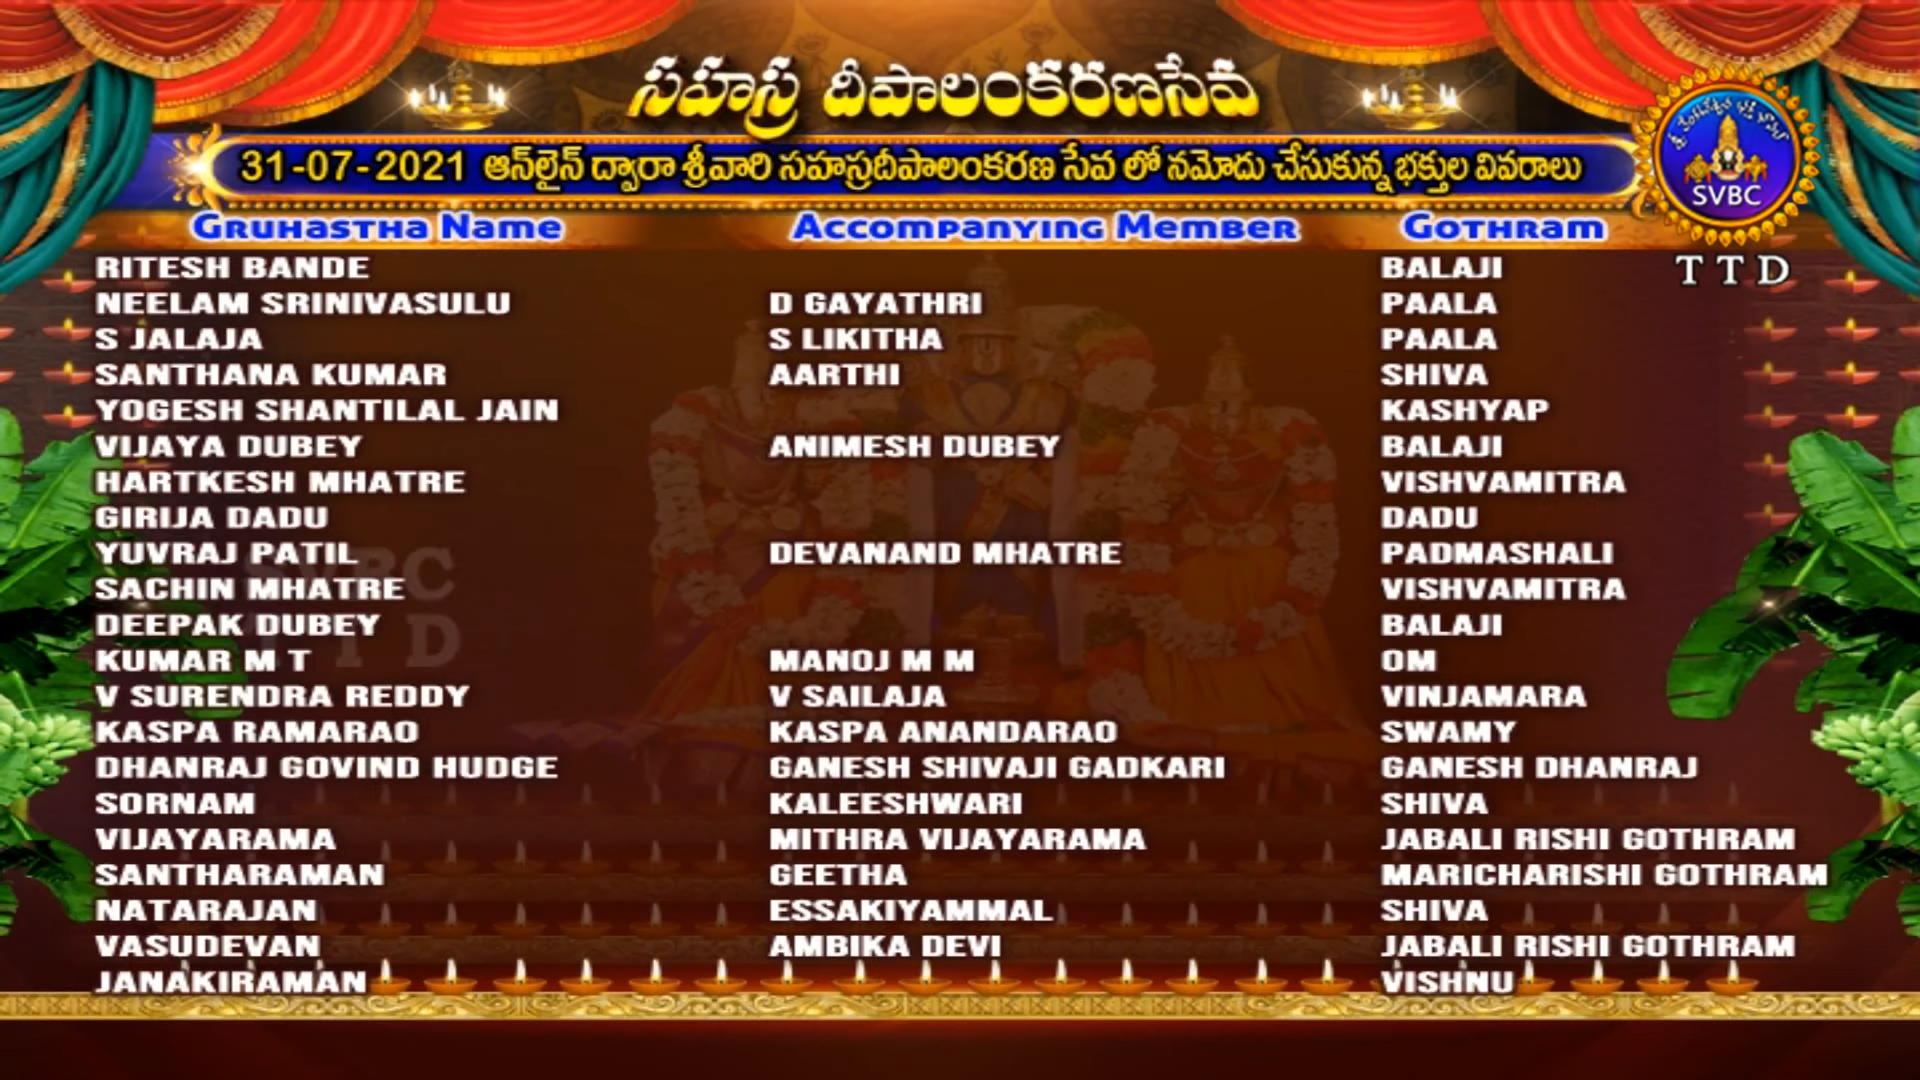 సహస్ర దీపాలంకరణసేవ
31-07-2021 ఆన్‌లైన్ ద్వారా శ్రీవారి సహస్రదీపాలంకరణ సేవ లో నమోదు చేసుకున్న భక్తుల వివరాలు
SVBC
TTD
Gruhastha Name Accompanying Member Gothram
RITESH BANDE BALAJI
NEELAM SRINIVASULU D GAYATHRI PAALA
S JALAJA S LIKITHA PAALA
SANTHANA KUMAR AARTHI SHIVA
YOGESH SHANTILAL JAIN KASHYAP
VIJAYA DUBEY ANIMESH DUBEY BALAJI
HARTKESH MHATRE VISHVAMITRA
GIRIJA DADU DADU
YUVRAJ PATIL DEVANAND MHATRE PADMASHALI
SACHIN MHATRE VISHVAMITRA
DEEPAK DUBEY BALAJI
KUMAR M T MANOJ M M OM
V SURENDRA REDDY V SAILAJA VINJAMARA
KASPA RAMARAO KASPA ANANDARAO SWAMY
DHANRAJ GOVIND HUDGE GANESH SHIVAJI GADKARI GANESH DHANRAJ
SORNAM KALEESHWARI SHIVA
VIJAYARAMA MITHRA VIJAYARAMA JABALI RISHI GOTHRAM
SANTHARAMAN GEETHA MARICHARISHI GOTHRAM
NATARAJAN ESSAKIYAMMAL SHIVA
VASUDEVAN AMBIKA DEVI JABALI RISHI GOTHRAM
JANAKIRAMAN VISHNU